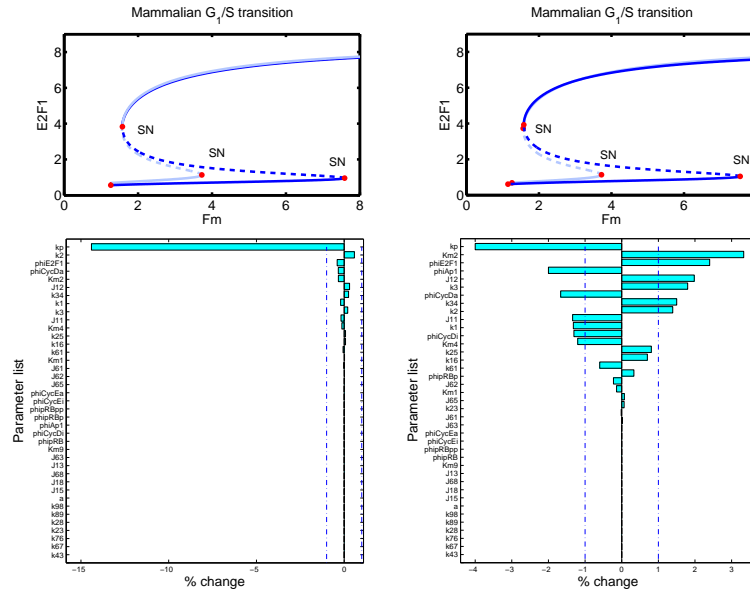 Mammalian G1/S transition
8
6
4
2
0
E2F1
SN
SN
SN
0
2
4
6
8
Fm
Mammalian G1/S transition
8
6
4
2
0
E2F1
SN
SN
SN
0
2
4
6
Fm
kp
k2
phiE2F1
phiCycDa
Km2
J12
k34
k1
k3
J11
Km4
k25
k16
k61
Km1
J61
J62
J65
phiCycEa
phiCycEi
phipRBpp
phipRBp
phiAp1
phiCycDi
phipRB
Km9
J63
J13
J68
J18
J15
a
k98
k89
k28
k23
k76
k67
k43
Parameter list
−15
−10
−5
0
% change
kp
Km2
phiE2F1
phiAp1
J12
k3
phiCycDa
k34
k2
J11
k1
phiCycDi
Km4
k25
k16
k61
phipRBp
J62
Km1
J65
k23
J61
J63
phiCycEa
phiCycEi
phipRBpp
phipRB
Km9
J13
J68
J18
J15
a
k98
k89
k28
k76
k67
k43
Parameter list
−4
−3
−2
−1
0
1
2
3
% change